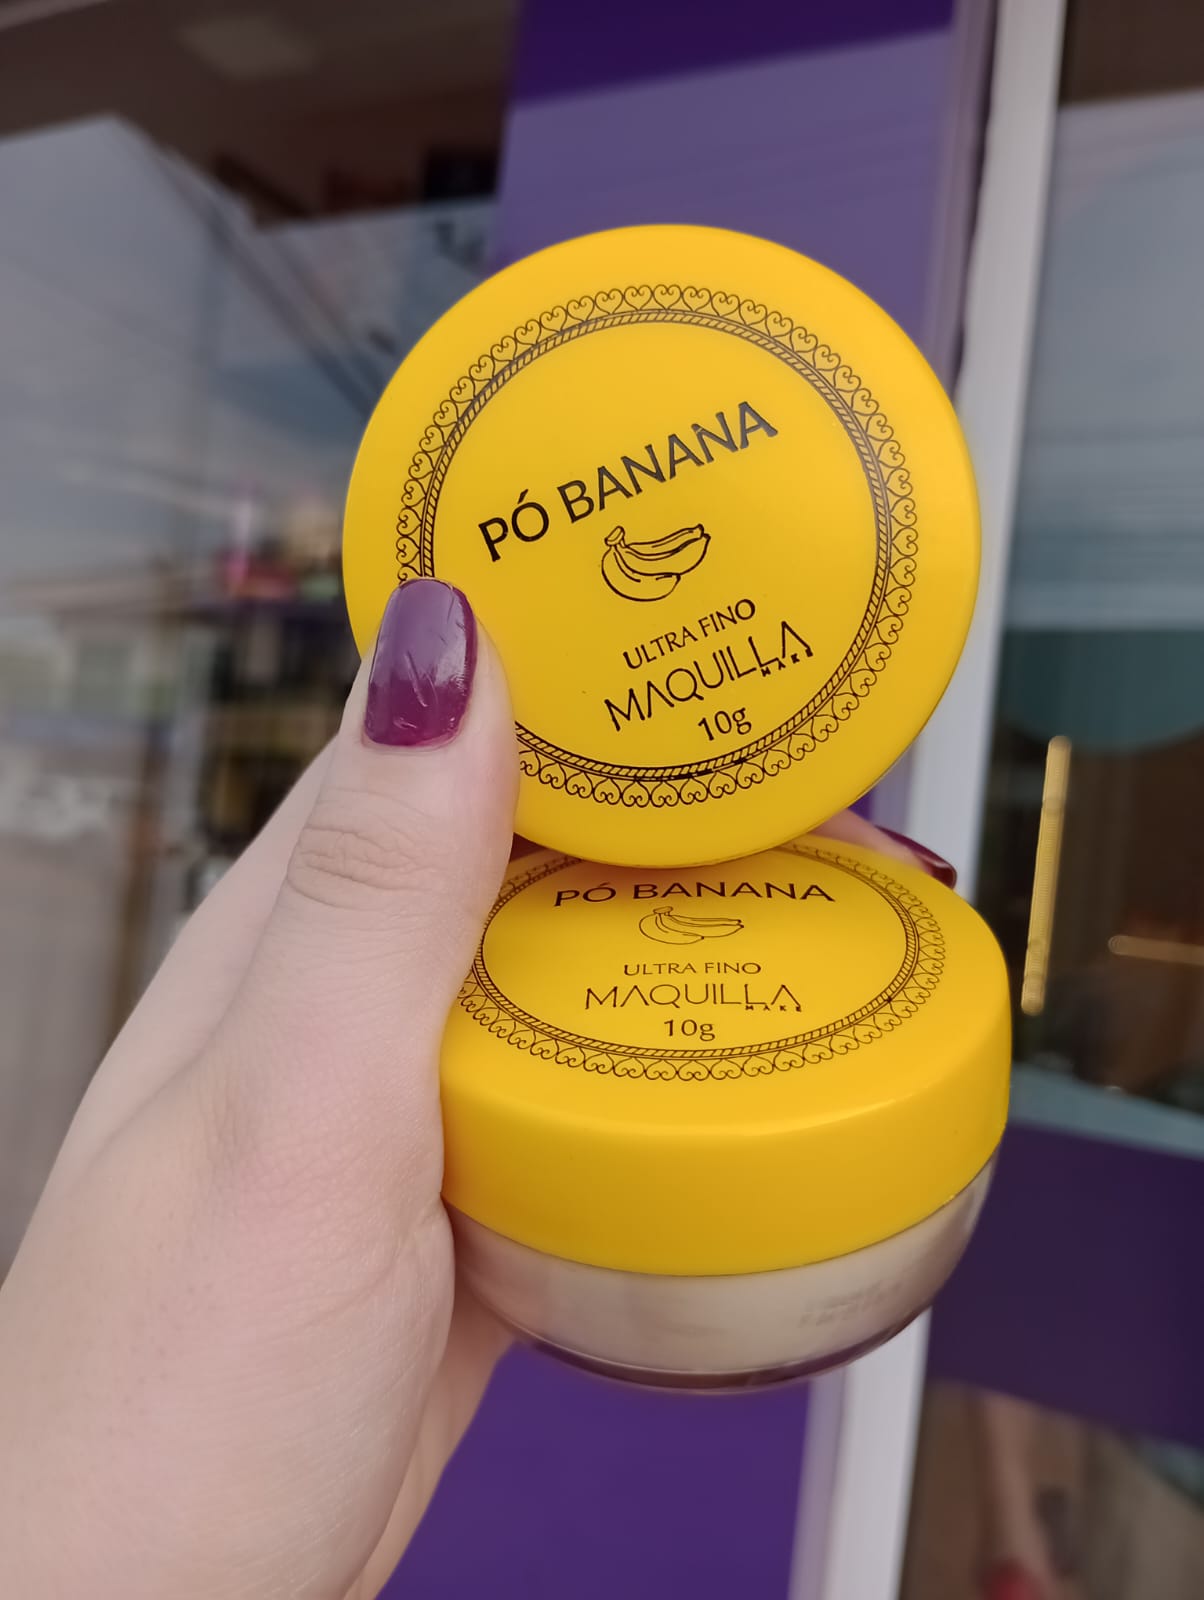 PÓ BANANA
ULTRA FINO
MAQUILLA
MAKE
10g
PÓ BANANA
ULTRA FINO
MAQUILLA
MAKE
10g